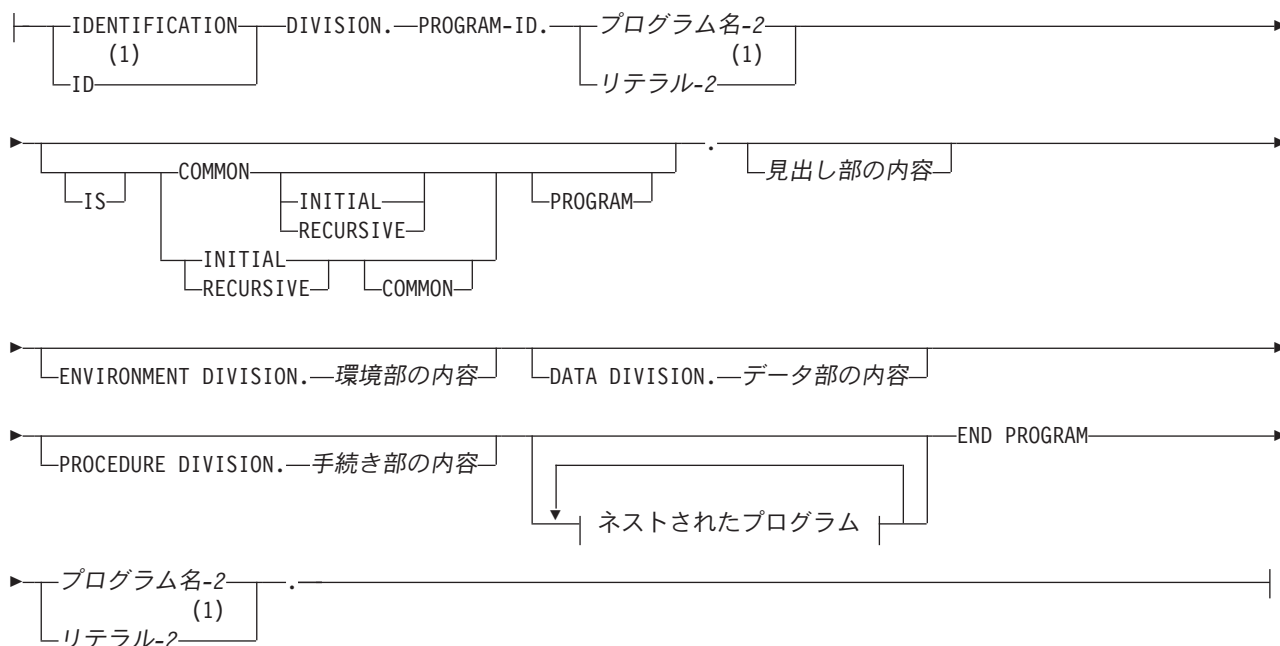 IDENTIFICATION DIVISION. PROGRAM-ID. プログラム名-2
(1) (1)
ID リテラル-2
COMMON . 見出し部の内容
IS INITIAL PROGRAM
RECURSIVE
INITIAL
RECURSIVE COMMON
ENVIRONMENT DIVISION. 環境部の内容 DATA DIVISION. データ部の内容
END PROGRAM
PROCEDURE DIVISION. 手続き部の内容
ネストされたプログラム
プログラム名-2 .
(1)
リテラル-2